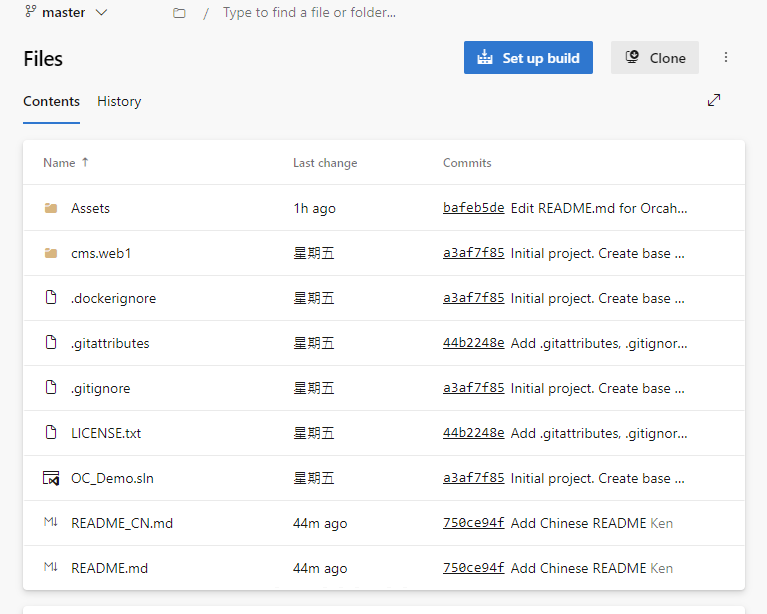 master / Type to find a file or folder...
Files Set up build Clone
Contents History
Name ↑ Last change Commits
Assets 1h ago bafeb5de Edit README.md for Orcah...
cms.web1 星期五 a3af7f85 Initial project. Create base ...
.dockerignore 星期五 a3af7f85 Initial project. Create base ...
.gitattributes 星期五 44b2248e Add .gitattributes, .gitignor...
.gitignore 星期五 a3af7f85 Initial project. Create base ...
LICENSE.txt 星期五 44b2248e Add .gitattributes, .gitignor...
OC_Demo.sln 星期五 a3af7f85 Initial project. Create base ...
M↓ README_CN.md 44m ago 750ce94f Add Chinese README Ken
M↓ README.md 44m ago 750ce94f Add Chinese README Ken